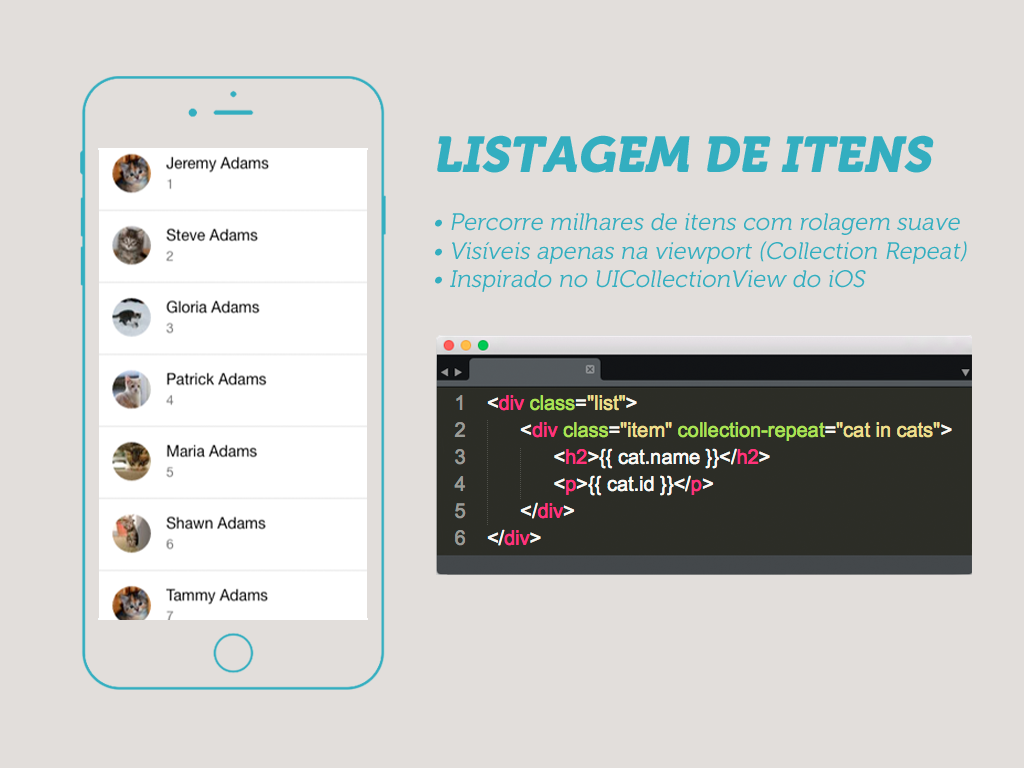 Jeremy Adams
1
Steve Adams
2
Gloria Adams
3
Patrick Adams
4
Maria Adams
5
Shawn Adams
6
Tammy Adams
7
LISTAGEM DE ITENS
• Percorre milhares de itens com rolagem suave
• Visíveis apenas na viewport (Collection Repeat)
• Inspirado no UICollectionView do iOS
1 <div class="list">
2 <div class="item" collection-repeat="cat in cats">
3 <h2>{{ cat.name }}</h2>
4 <p>{{ cat.id }}</p>
5 </div>
6 </div>